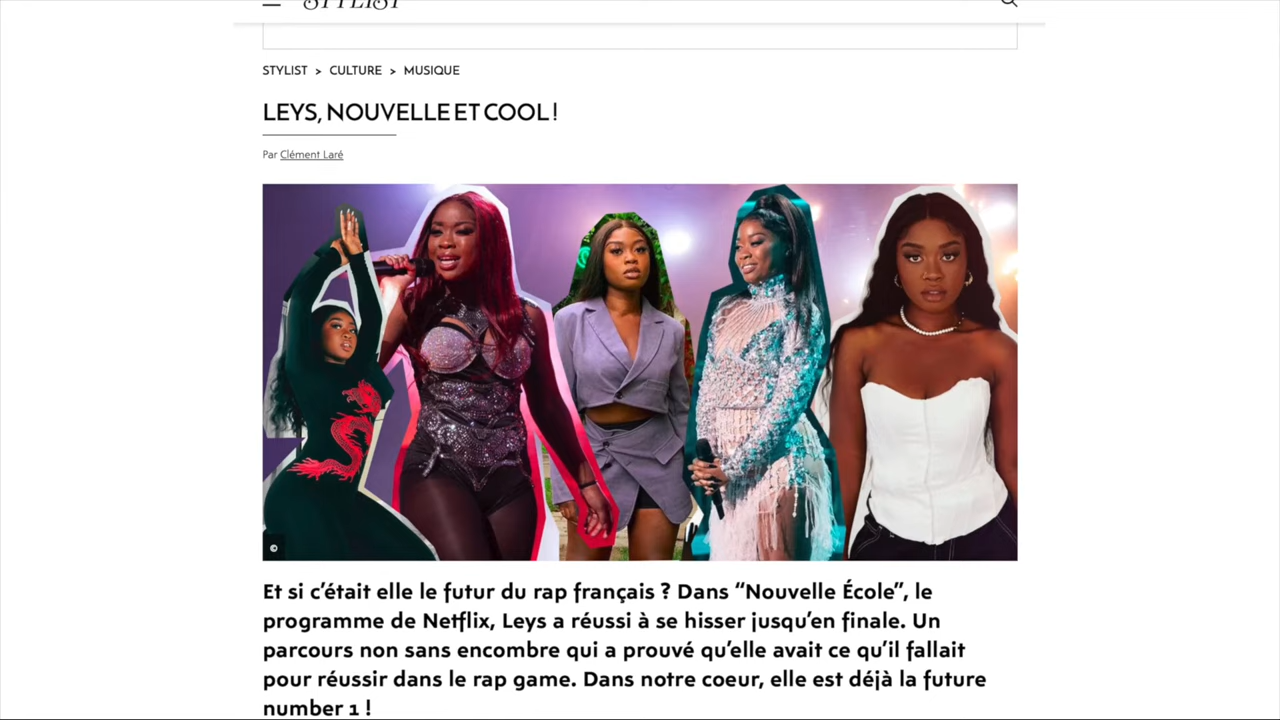 STYLIST
STYLIST > CULTURE > MUSIQUE
LEYS, NOUVELLE ET COOL !
Par Clément Laré
©
Et si c’était elle le futur du rap français ? Dans “Nouvelle École”, le
programme de Netflix, Leys a réussi à se hisser jusqu’en finale. Un
parcours non sans encombre qui a prouvé qu’elle avait ce qu’il fallait
pour réussir dans le rap game. Dans notre coeur, elle est déjà la future
number 1 !